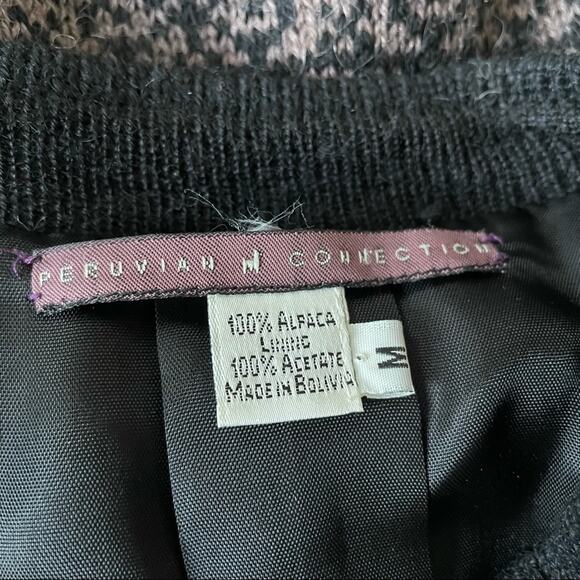 PERUVIAN CONNECTION
100% ALPACA
LINING
100% ACETATE
MADE IN BOLIVIA
M